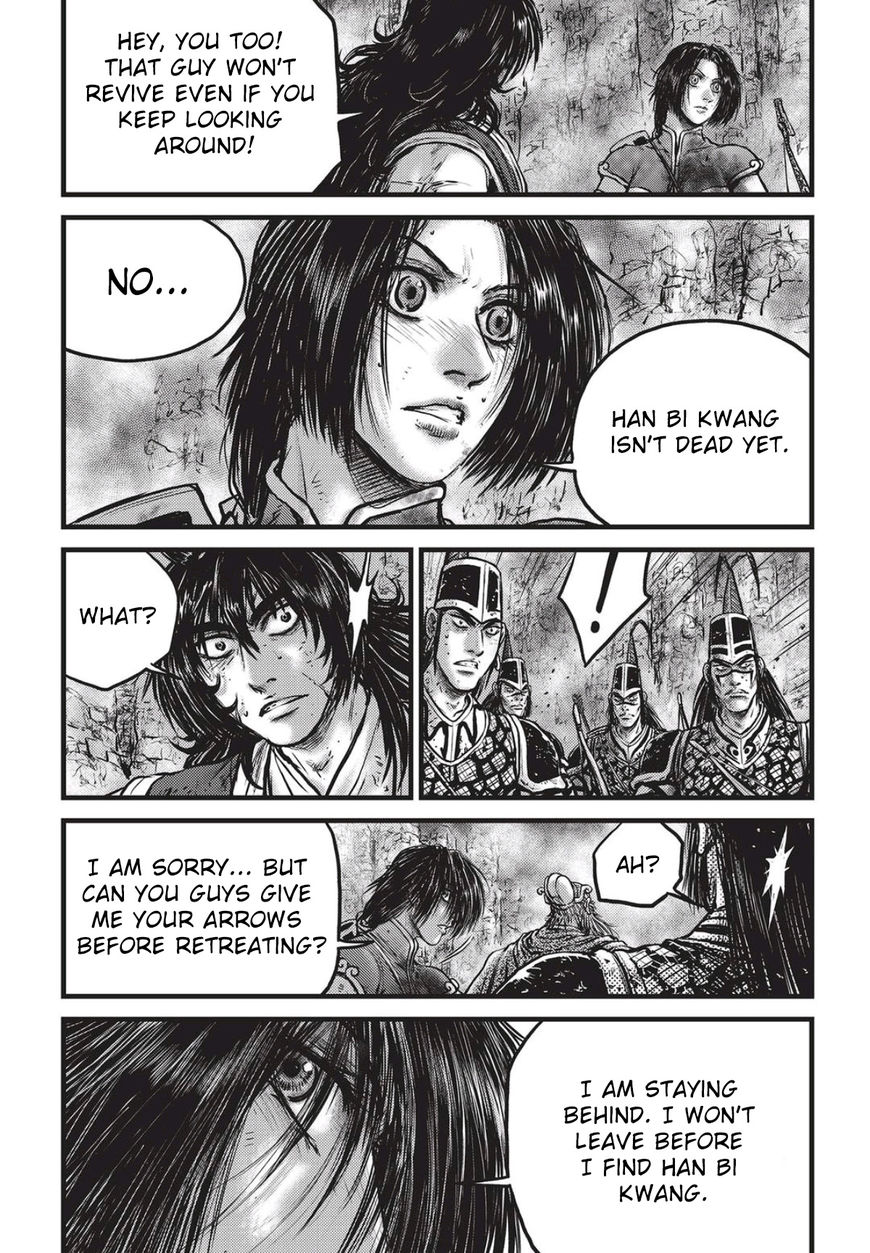 HEY, YOU TOO!
THAT GUY WON'T
REVIVE EVEN IF YOU
KEEP LOOKING
AROUND!
NO...
HAN BI KWANG
ISN'T DEAD YET.
WHAT?
!
I AM SORRY... BUT
CAN YOU GUYS GIVE
ME YOUR ARROWS
BEFORE RETREATING?
AH?
I AM STAYING
BEHIND. I WON'T
LEAVE BEFORE
I FIND HAN BI
KWANG.